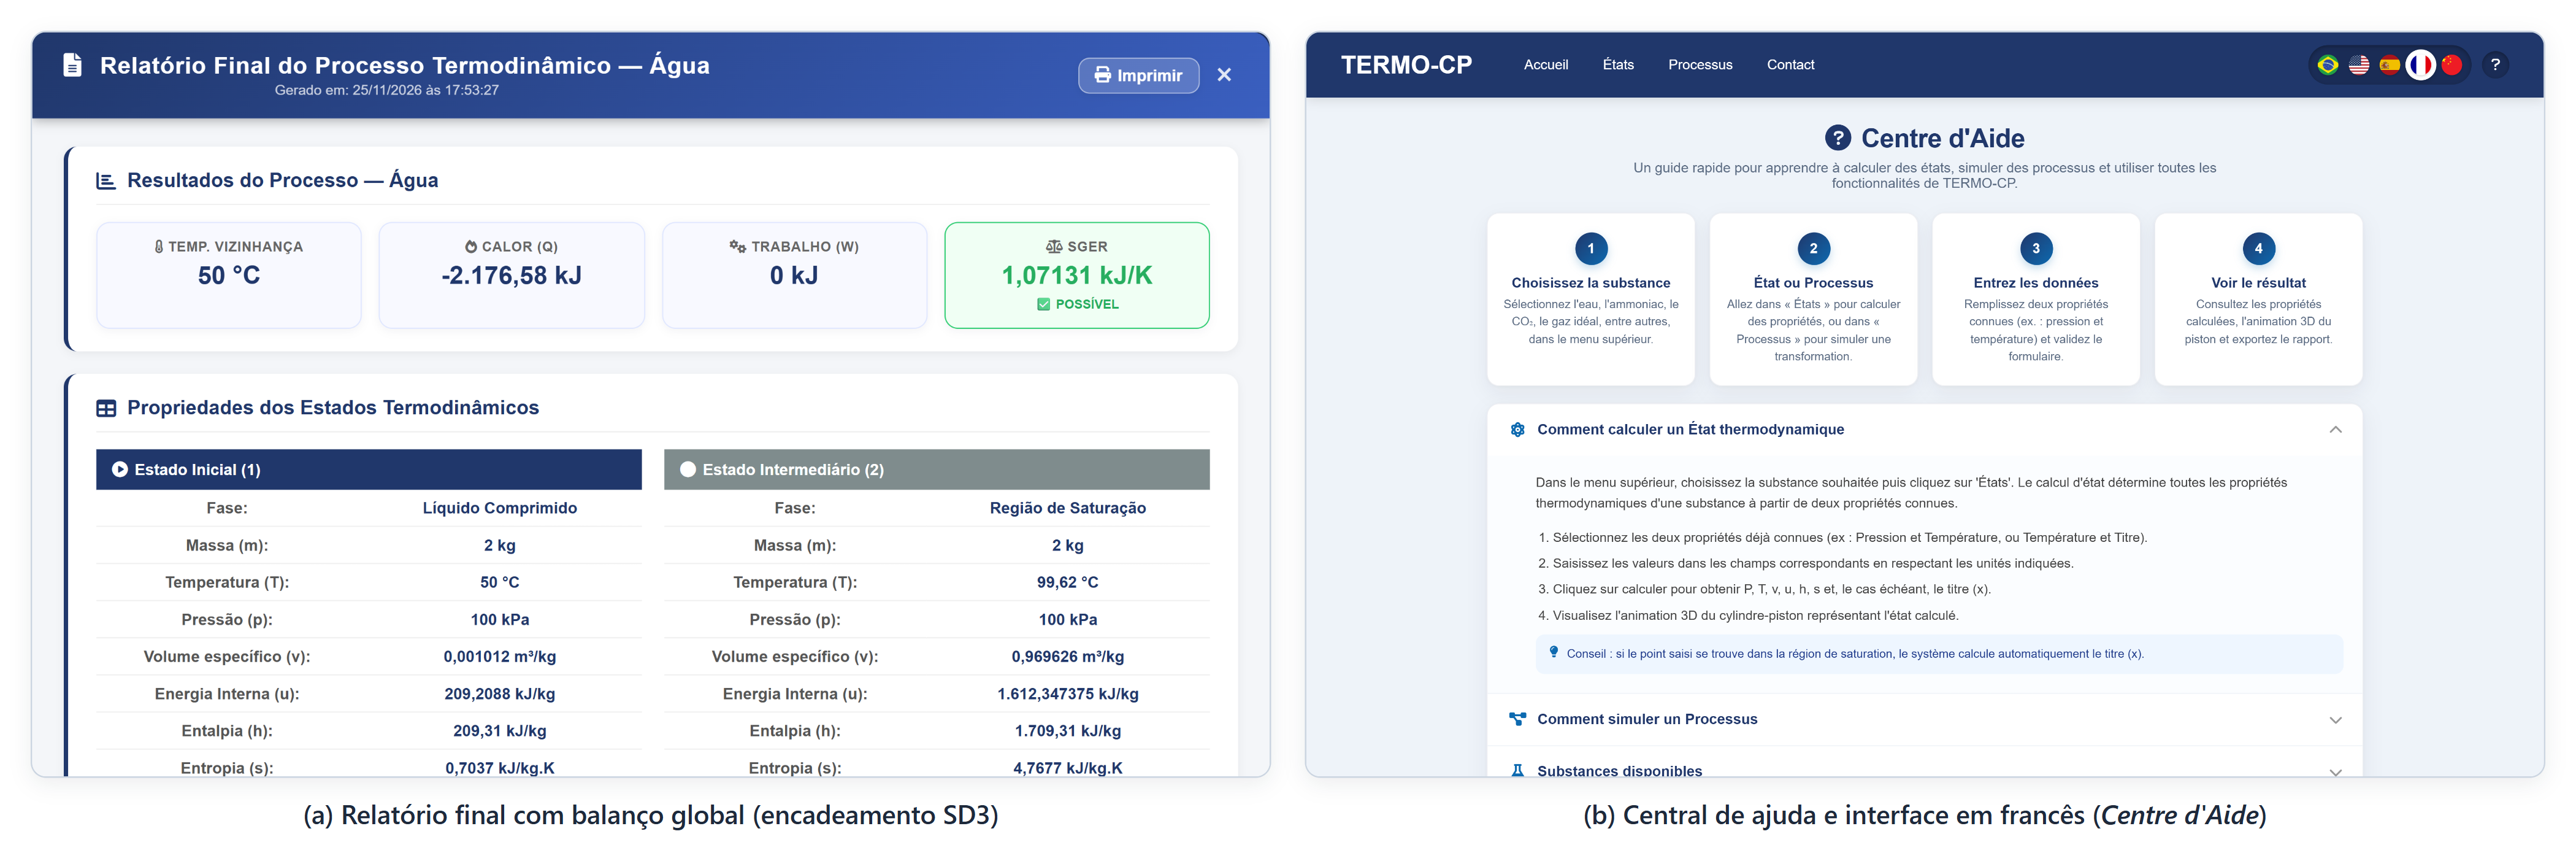 Relatório Final do Processo Termodinâmico — Água
Gerado em: 25/11/2026 às 17:53:27
Imprimir
Resultados do Processo — Água
TEMP. VIZINHANÇA
50 °C
CALOR (Q)
-2.176,58 kJ
TRABALHO (W)
0 kJ
SGER
1,07131 kJ/K
POSSÍVEL
Propriedades dos Estados Termodinâmicos
Estado Inicial (1)
Fase: Líquido Comprimido
Massa (m): 2 kg
Temperatura (T): 50 °C
Pressão (p): 100 kPa
Volume específico (v): 0,001012 m³/kg
Energia Interna (u): 209,2088 kJ/kg
Entalpia (h): 209,31 kJ/kg
Entropia (s): 0,7037 kJ/kg.K
Estado Intermediário (2)
Fase: Região de Saturação
Massa (m): 2 kg
Temperatura (T): 99,62 °C
Pressão (p): 100 kPa
Volume específico (v): 0,969626 m³/kg
Energia Interna (u): 1.612,347375 kJ/kg
Entalpia (h): 1.709,31 kJ/kg
Entropia (s): 4,7677 kJ/kg.K
(a) Relatório final com balanço global (encadeamento SD3)
TERMO-CP Accueil États Processus Contact ?
? Centre d'Aide
Un guide rapide pour apprendre à calculer des états, simuler des processus et utiliser toutes les
fonctionnalités de TERMO-CP.
1
Choisissez la substance
Sélectionnez l'eau, l'ammoniac, le
CO₂, le gaz idéal, entre autres,
dans le menu supérieur.
2
État ou Processus
Allez dans « États » pour calculer
des propriétés, ou dans «
Processus » pour simuler une
transformation.
3
Entrez les données
Remplissez deux propriétés
connues (ex. : pression et
température) et validez le
formulaire.
4
Voir le résultat
Consultez les propriétés
calculées, l'animation 3D du
piston et exportez le rapport.
Comment calculer un État thermodynamique
Dans le menu supérieur, choisissez la substance souhaitée puis cliquez sur 'États'. Le calcul d'état détermine toutes les propriétés
thermodynamiques d'une substance à partir de deux propriétés connues.
1. Sélectionnez les deux propriétés déjà connues (ex : Pression et Température, ou Température et Titre).
2. Saisissez les valeurs dans les champs correspondants en respectant les unités indiquées.
3. Cliquez sur calculer pour obtenir P, T, v, u, h, s et, le cas échéant, le titre (x).
4. Visualisez l'animation 3D du cylindre-piston représentant l'état calculé.
Conseil : si le point saisi se trouve dans la région de saturation, le système calcule automatiquement le titre (x).
Comment simuler un Processus
Substances disponibles
(b) Central de ajuda e interface em francês (Centre d'Aide)